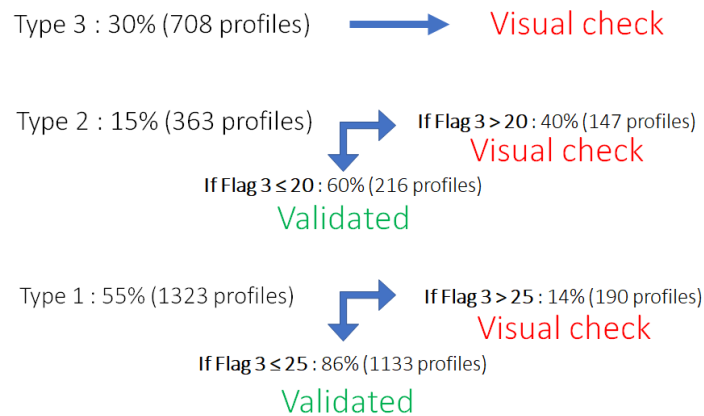 Type 3 : 30% (708 profiles)
Visual check
Type 2 : 15% (363 profiles)
If Flag 3 > 20 : 40% (147 profiles)
Visual check
If Flag 3 ≤ 20 : 60% (216 profiles)
Validated
Type 1 : 55% (1323 profiles)
If Flag 3 > 25 : 14% (190 profiles)
Visual check
If Flag 3 ≤ 25 : 86% (1133 profiles)
Validated